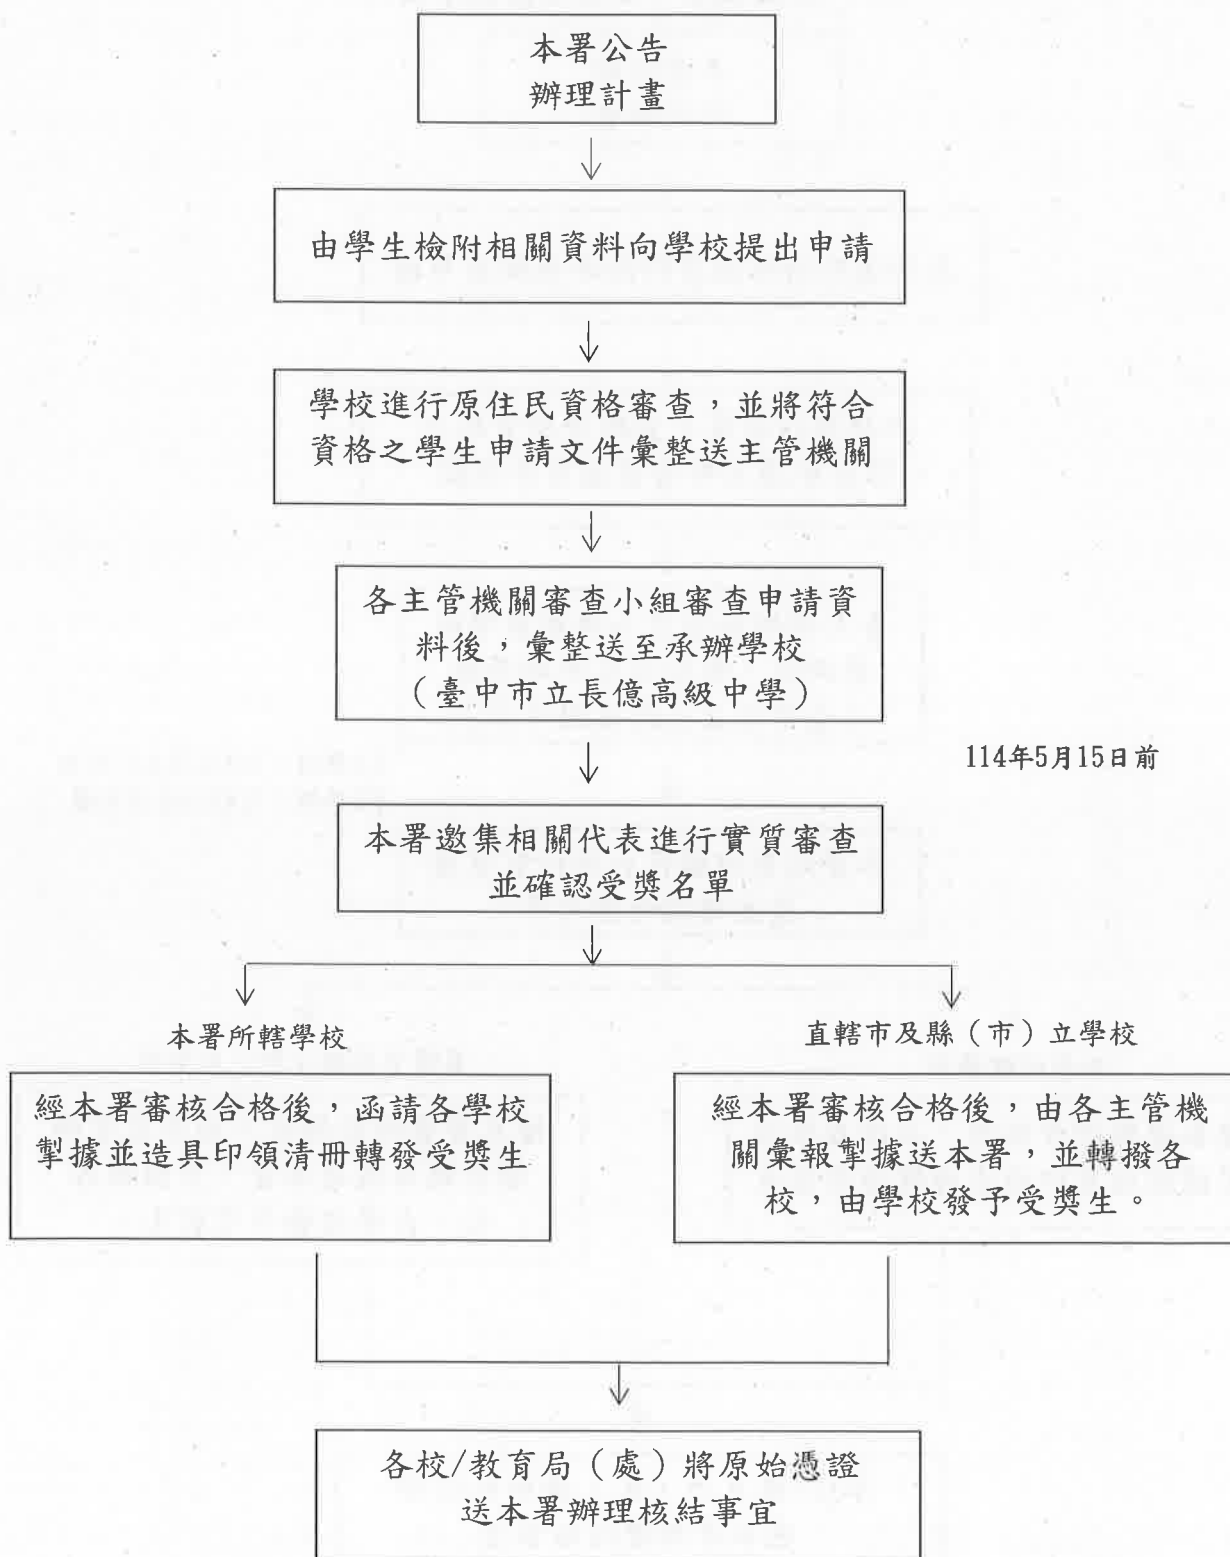 本署公告
辦理計畫
由學生檢附相關資料向學校提出申請
學校進行原住民資格審查，並將符合
資格之學生申請文件彙整送主管機關
各主管機關審查小組審查申請資
料後，彙整送至承辦學校
（臺中市立長億高級中學）
114年5月15日前
本署邀集相關代表進行實質審查
並確認受獎名單
本署所轄學校
經本署審核合格後，函請各學校
掣據並造具印領清冊轉發受獎生
直轄市及縣（市）立學校
經本署審核合格後，由各主管機
關彙報掣據送本署，並轉撥各
校，由學校發予受獎生。
各校/教育局（處）將原始憑證
送本署辦理核結事宜